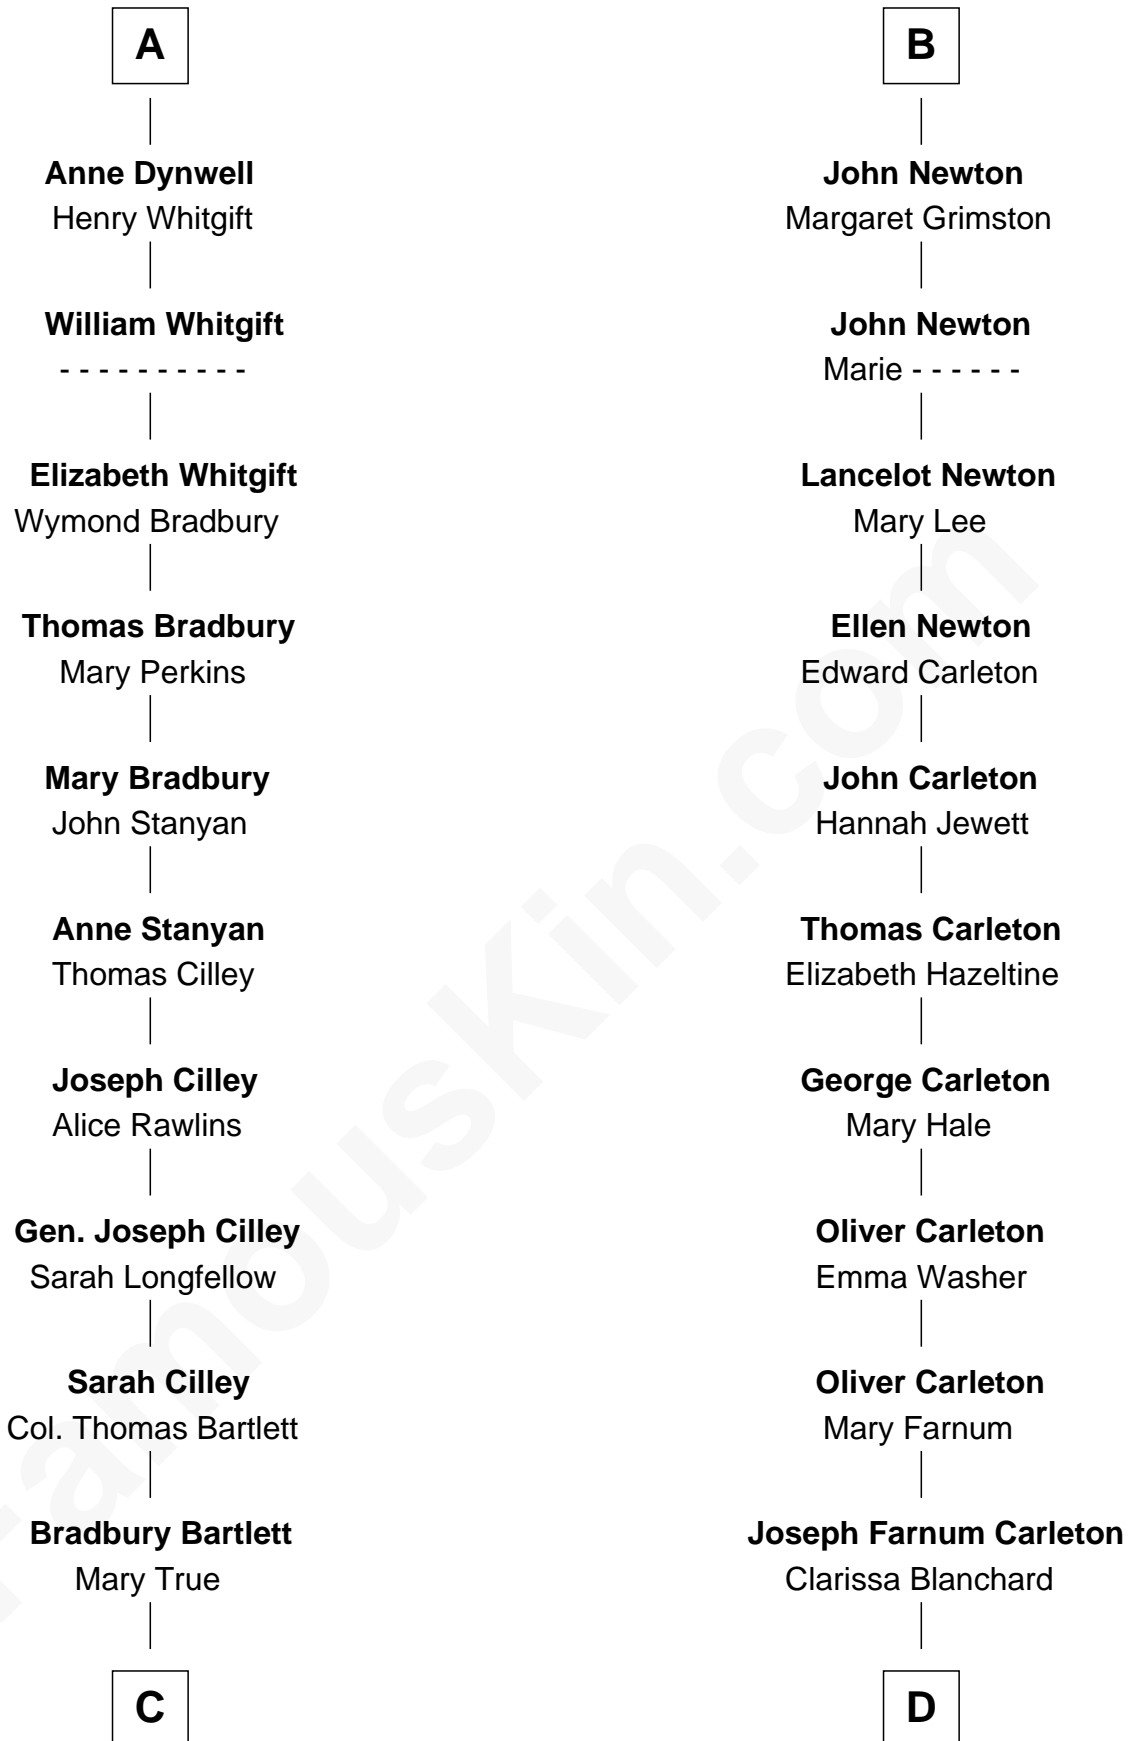 A
Anne Dynwell
Henry Whitgift
William Whitgift
- - - - - - - - - -
Elizabeth Whitgift
Wymond Bradbury
Thomas Bradbury
Mary Perkins
Mary Bradbury
John Stanyan
Anne Stanyan
Thomas Cilley
Joseph Cilley
Alice Rawlins
Gen. Joseph Cilley
Sarah Longfellow
Sarah Cilley
Col. Thomas Bartlett
Bradbury Bartlett
Mary True
C
B
John Newton
Margaret Grimston
John Newton
Marie - - - - - -
Lancelot Newton
Mary Lee
Ellen Newton
Edward Carleton
John Carleton
Hannah Jewett
Thomas Carleton
Elizabeth Hazeltine
George Carleton
Mary Hale
Oliver Carleton
Emma Washer
Oliver Carleton
Mary Farnum
Joseph Farnum Carleton
Clarissa Blanchard
D
FamousKin.com